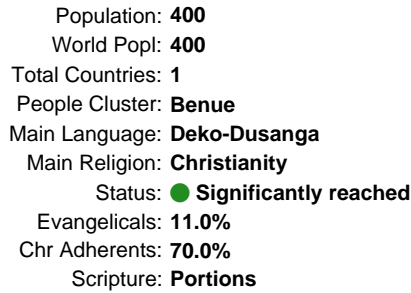 Population: 400
World Popl: 400
Total Countries: 1
People Cluster: Benue
Main Language: Deko-Dusanga
Main Religion: Christianity
Status: Significantly reached
Evangelicals: 11.0%
Chr Adherents: 70.0%
Scripture: Portions